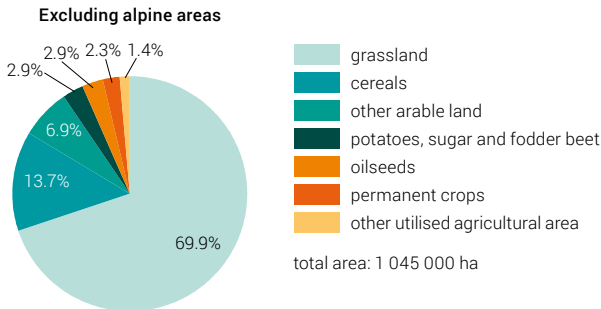 Excluding alpine areas
2.9%
2.9%
2.3%
1.4%
6.9%
13.7%
69.9%
grassland
cereals
other arable land
potatoes, sugar and fodder beet
oilseeds
permanent crops
other utilised agricultural area
total area: 1 045 000 ha